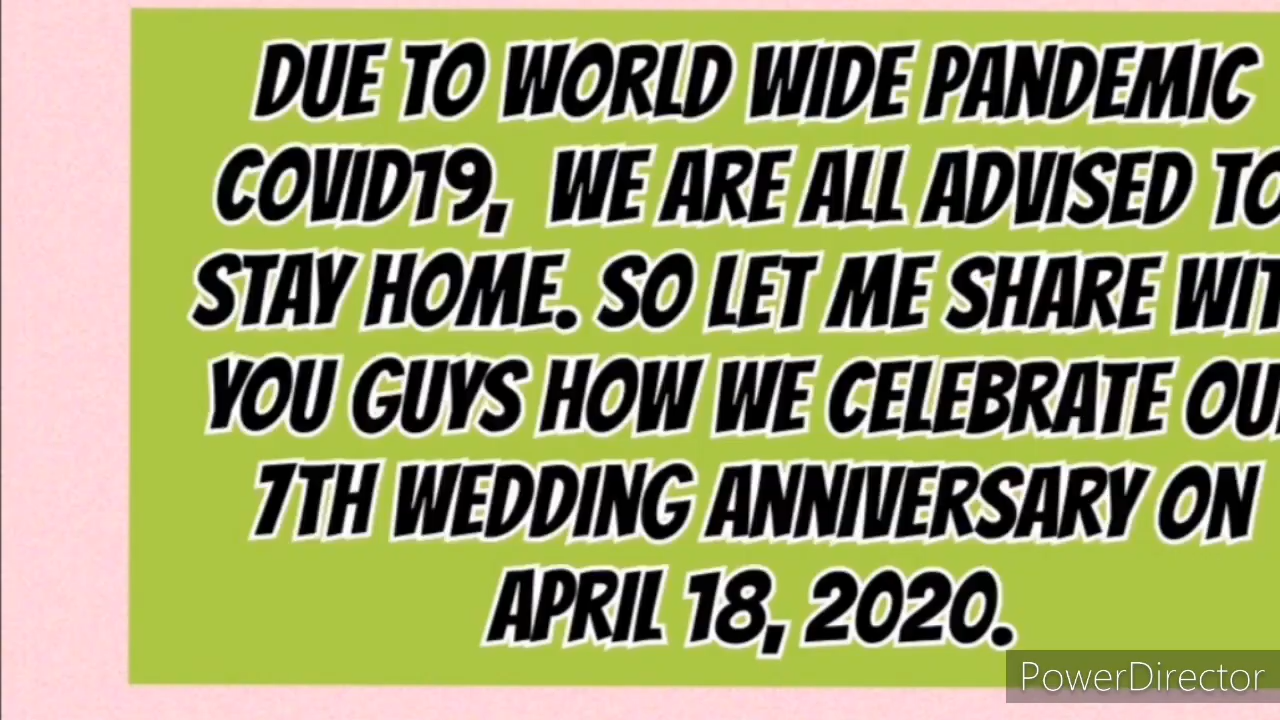 DUE TO WORLD WIDE PANDEMIC
COVID19, WE ARE ALL ADVISED TO
STAY HOME. SO LET ME SHARE WIT
YOU GUYS HOW WE CELEBRATE OU
7TH WEDDING ANNIVERSARY ON
APRIL 18, 2020.
PowerDirector